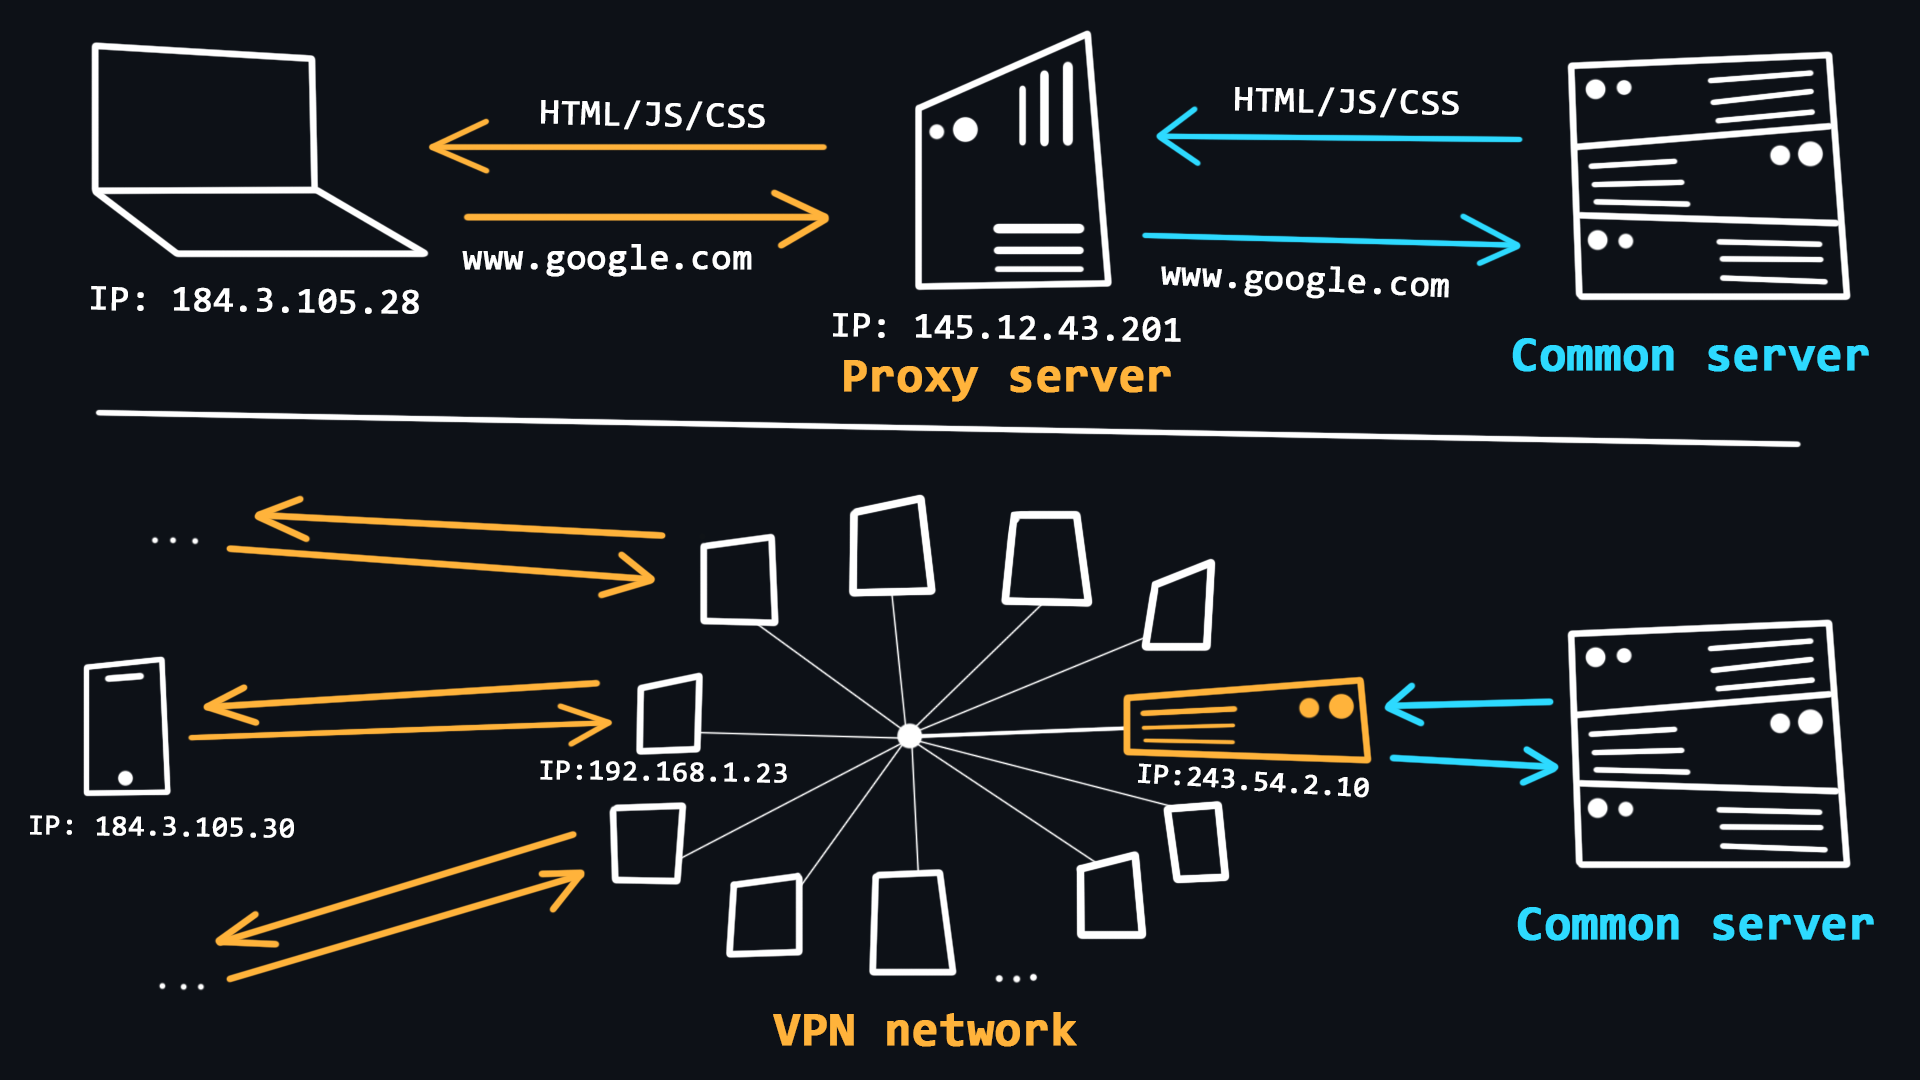 HTML/JS/CSS
HTML/JS/CSS
www.google.com
www.google.com
IP: 184.3.105.28
IP: 145.12.43.201
Proxy server
Common server
IP:192.168.1.23
IP:243.54.2.10
IP: 184.3.105.30
Common server
VPN network